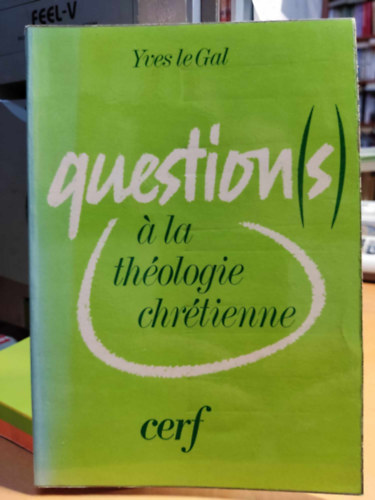 FEEL-V
Yves le Gal
question(s)
à la
théologie
chrétienne
cerf